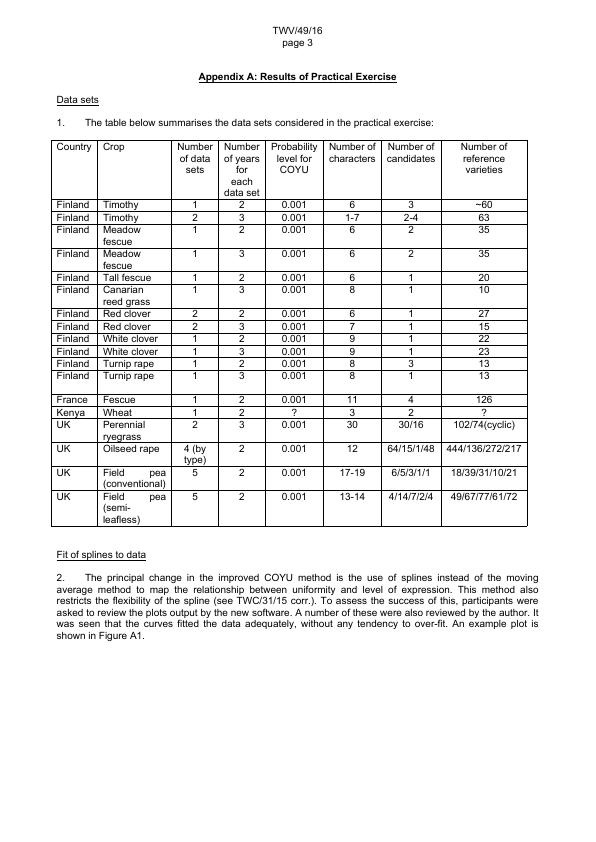 TWV/49/16
page 3
Appendix A: Results of Practical Exercise
Data sets
1. The table below summarises the data sets considered in the practical exercise:
Country Crop Number of data sets Number of years for each data set Probability level for COYU Number of characters Number of candidates Number of reference varieties
Finland Timothy 1 2 0.001 6 3 ~60
Finland Timothy 2 3 0.001 1-7 2-4 63
Finland Meadow fescue 1 2 0.001 6 2 35
Finland Meadow fescue 1 3 0.001 6 2 35
Finland Tall fescue 1 2 0.001 6 1 20
Finland Canarian reed grass 1 3 0.001 8 1 10
Finland Red clover 2 2 0.001 6 1 27
Finland Red clover 2 3 0.001 7 1 15
Finland White clover 1 2 0.001 9 1 22
Finland White clover 1 3 0.001 9 1 23
Finland Turnip rape 1 2 0.001 8 3 13
Finland Turnip rape 1 3 0.001 8 1 13
France Fescue 1 2 0.001 11 4 126
Kenya Wheat 1 2 ? 3 2 ?
UK Perennial ryegrass 2 3 0.001 30 30/16 102/74(cyclic)
UK Oilseed rape 4 (by type) 2 0.001 12 64/15/1/48 444/136/272/217
UK Field pea (conventional) 5 2 0.001 17-19 6/5/3/1/1 18/39/31/10/21
UK Field pea (semi-leafless) 5 2 0.001 13-14 4/14/7/2/4 49/67/77/61/72
Fit of splines to data
2. The principal change in the improved COYU method is the use of splines instead of the moving
average method to map the relationship between uniformity and level of expression. This method also
restricts the flexibility of the spline (see TWC/31/15 corr.). To assess the success of this, participants were
asked to review the plots output by the new software. A number of these were also reviewed by the author. It
was seen that the curves fitted the data adequately, without any tendency to over-fit. An example plot is
shown in Figure A1.